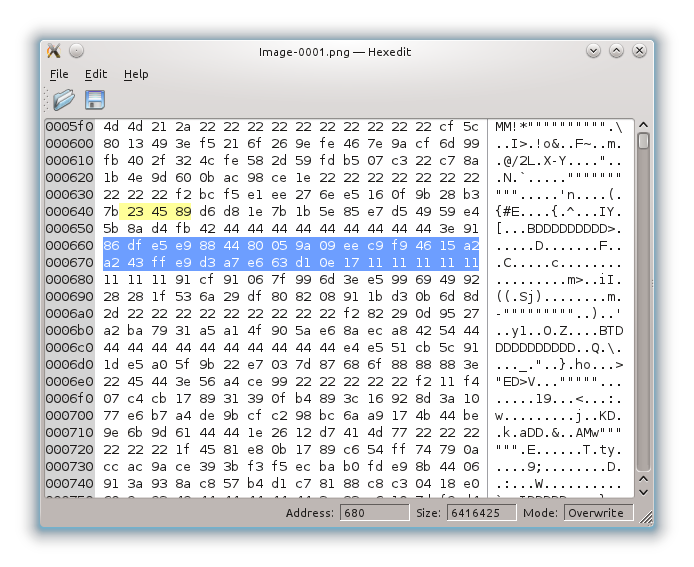 Image-0001.png — Hexedit
File Edit Help
0005f0 4d 4d 21 2a 22 22 22 22 22 22 22 22 22 22 cf 5c MM!*"""""""""".\
000600 80 13 49 3e f5 21 6f 26 9e fe 46 7e 9a cf 6d 99 ..I>.!o&..F~..m.
000610 fb 40 2f 32 4c fe 58 2d 59 fd b5 07 c3 22 c7 8a .@/2L.X-Y....".. 
000620 1b 4e 9d 60 0b ac 98 ce 1e 22 22 22 22 22 22 22 .N.`....."""""""
000630 22 22 22 f2 bc f5 e1 ee 27 6e e5 16 0f 9b 28 b3 """.....'n....(.
000640 7b 23 45 89 d6 d8 1e 7b 1b 5e 85 e7 d5 49 59 e4 {#E....{.^...IY.
000650 5b 8a d4 fb 42 44 44 44 44 44 44 44 44 44 3e 91 [...BDDDDDDDDD>.
000660 86 df e5 e9 88 44 80 05 9a 09 ee c9 f9 46 15 a2 .....D.......F..
000670 a2 43 ff e9 d3 a7 e6 63 d1 0e 17 11 11 11 11 11 .C.....c........
000680 11 11 11 91 cf 91 06 7f 99 6d 3e e5 99 69 49 92 .........m>..iI.
000690 28 28 1f 53 6a 29 df 80 82 08 91 1b d3 0b 6d 8d ((.Sj)........m.
0006a0 2d 22 22 22 22 22 22 22 22 22 f2 82 29 0d 95 27 -"""""""""..)..'
0006b0 a2 ba 79 31 a5 a1 4f 90 5a e6 8a ec a8 42 54 44 ..y1..O.Z....BTD
0006c0 44 44 44 44 44 44 44 44 44 44 e4 e5 51 cb 5c 91 DDDDDDDDDD..Q.\.
0006d0 1d e5 a0 5f 9b 22 e7 03 7d 87 68 6f 88 88 88 3e ..._."..}.ho...>
0006e0 22 45 44 3e 56 a4 ce 99 22 22 22 22 22 f2 11 f4 "ED>V..."""""...
0006f0 07 c4 cb 17 89 31 39 0f b4 89 3c 16 92 8d 3a 10 .....19...<...:.
000700 77 e6 b7 a4 de 9b cf c2 98 bc 6a a9 17 4b 44 be w.........j..KD.
000710 9e 6b 9d 61 44 44 1e 26 12 d7 41 4d 77 22 22 22 .k.aDD.&..AMw"""
000720 22 22 22 1f 45 81 e8 0b 17 89 c6 54 ff 74 79 0a """.E......T.ty.
000730 cc ac 9a ce 39 3b f3 f5 ec ba b0 fd e9 8b 44 06 ....9;........D.
000740 91 3a 93 8a c8 57 b4 d1 c7 81 88 c8 c3 04 18 e0 .:...W..........
Address: 680 Size: 6416425 Mode: Overwrite